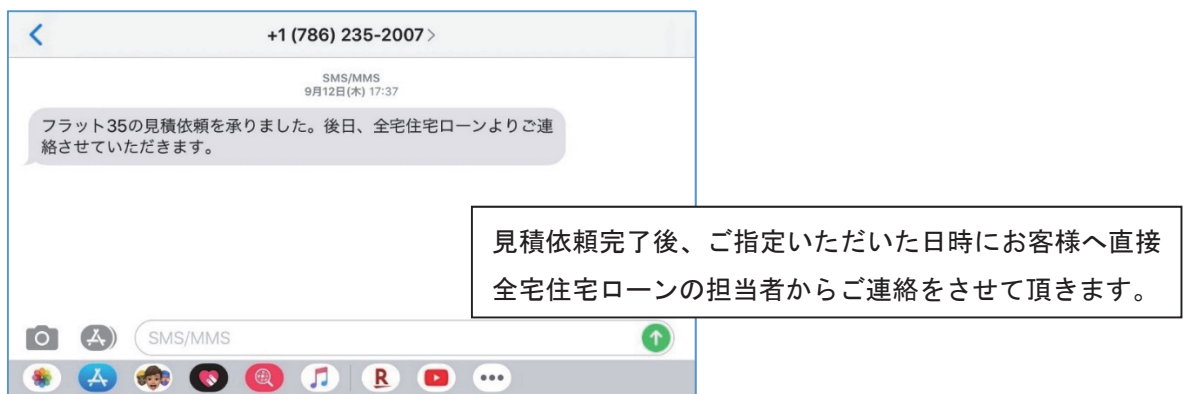 +1 (786) 235-2007 >
SMS/MMS
9月12日(木) 17:37
フラット35の見積依頼を承りました。後日、全宅住宅ローンよりご連
絡させていただきます。
見積依頼完了後、ご指定いただいた日時にお客様へ直接
全宅住宅ローンの担当者からご連絡をさせて頂きます。
SMS/MMS
R